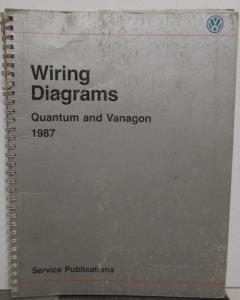 Wiring
Diagrams
Quantum and Vanagon
1987
Service Publications